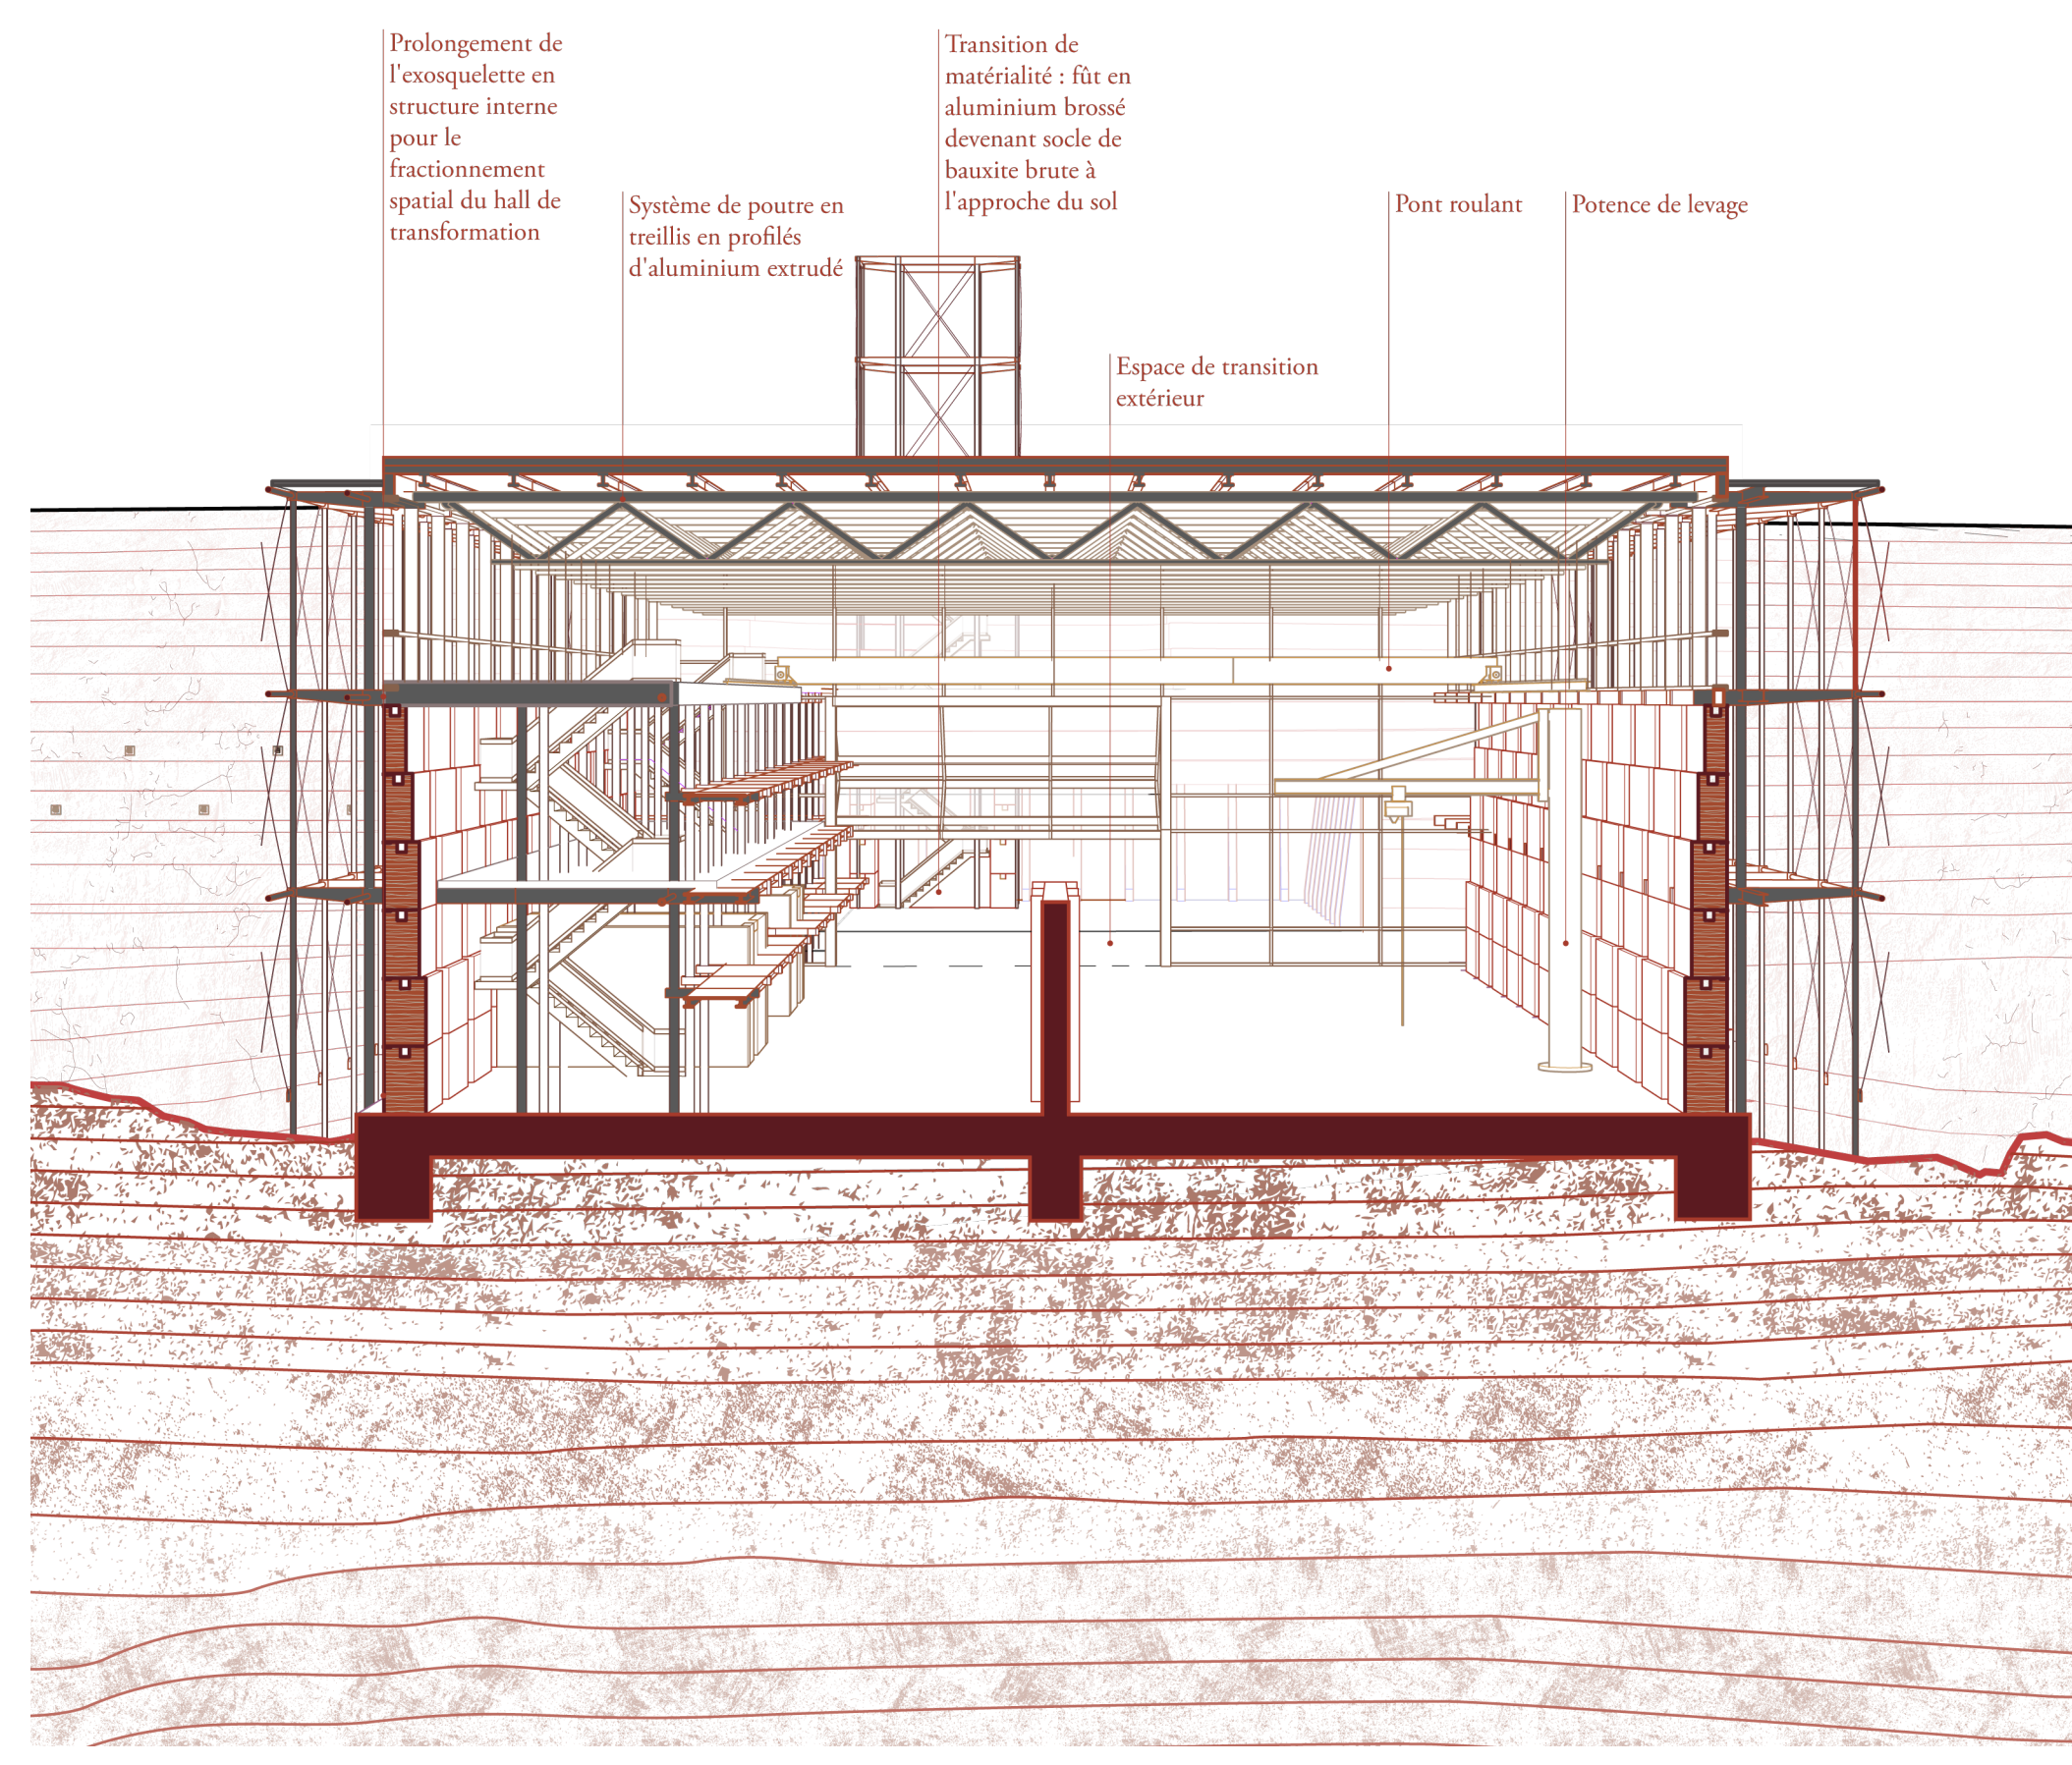 Prolongement de
l'exosquelette en
structure interne
pour le
fractionnement
spatial du hall de
transformation
Système de poutre en
treillis en profilés
d'aluminium extrudé
Transition de
matérialité : fût en
aluminium brossé
devenant socle de
bauxite brute à
l'approche du sol
Espace de transition
extérieur
Pont roulant
Potence de levage